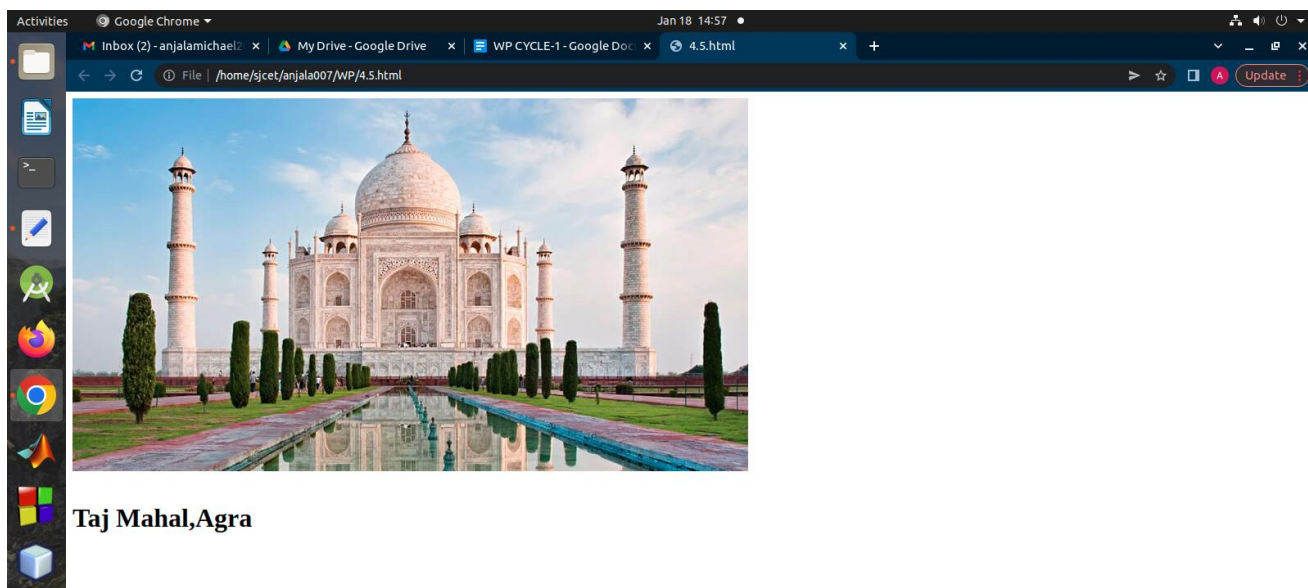 Activities Google Chrome Jan 18 14:57
Inbox (2) - anjalamichael2 My Drive - Google Drive WP CYCLE-1 - Google Doc 4.5.html
File /home/sjcet/anjala007/WP/4.5.html A Update
>_
Taj Mahal,Agra